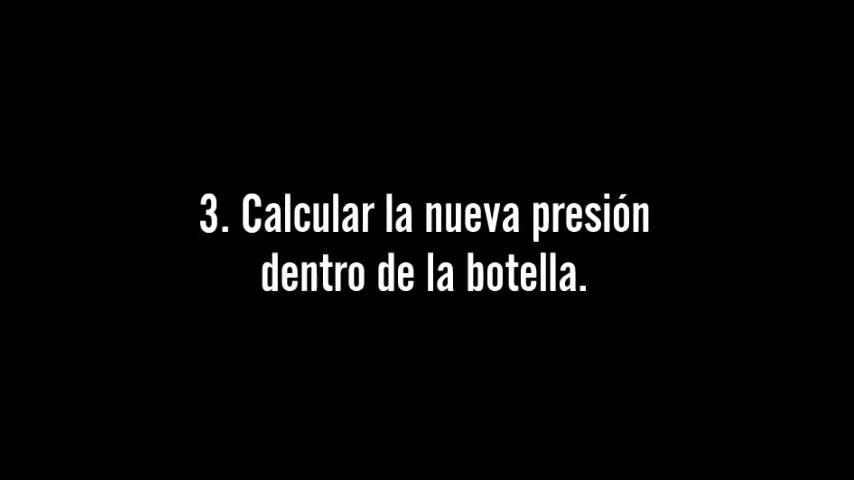 3. Calcular la nueva presión
dentro de la botella.